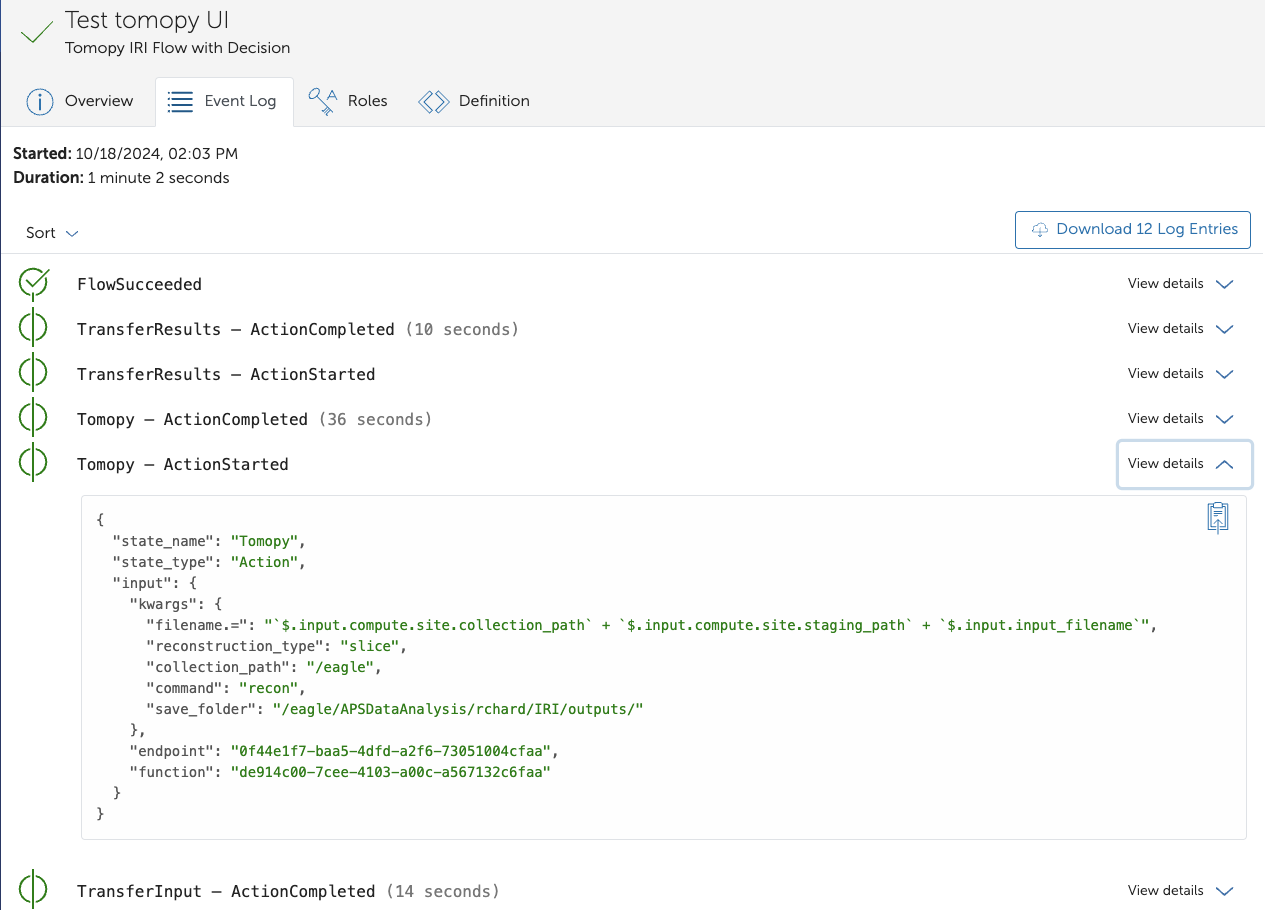 Test tomopy UI
Tomopy IRI Flow with Decision
Overview
Event Log
Roles
Definition
Started: 10/18/2024, 02:03 PM
Duration: 1 minute 2 seconds
Sort
Download 12 Log Entries
FlowSucceeded View details
TransferResults – ActionCompleted (10 seconds) View details
TransferResults – ActionStarted View details
Tomopy – ActionCompleted (36 seconds) View details
Tomopy – ActionStarted View details
{
  "state_name": "Tomopy",
  "state_type": "Action",
  "input": {
    "kwargs": {
      "filename.=": "`$.input.compute.site.collection_path` + `$.input.compute.site.staging_path` + `$.input.input_filename`",
      "reconstruction_type": "slice",
      "collection_path": "/eagle",
      "command": "recon",
      "save_folder": "/eagle/APSDataAnalysis/rchard/IRI/outputs/"
    },
    "endpoint": "0f44e1f7-baa5-4dfd-a2f6-73051004cfaa",
    "function": "de914c00-7cee-4103-a00c-a567132c6faa"
  }
}
TransferInput – ActionCompleted (14 seconds) View details